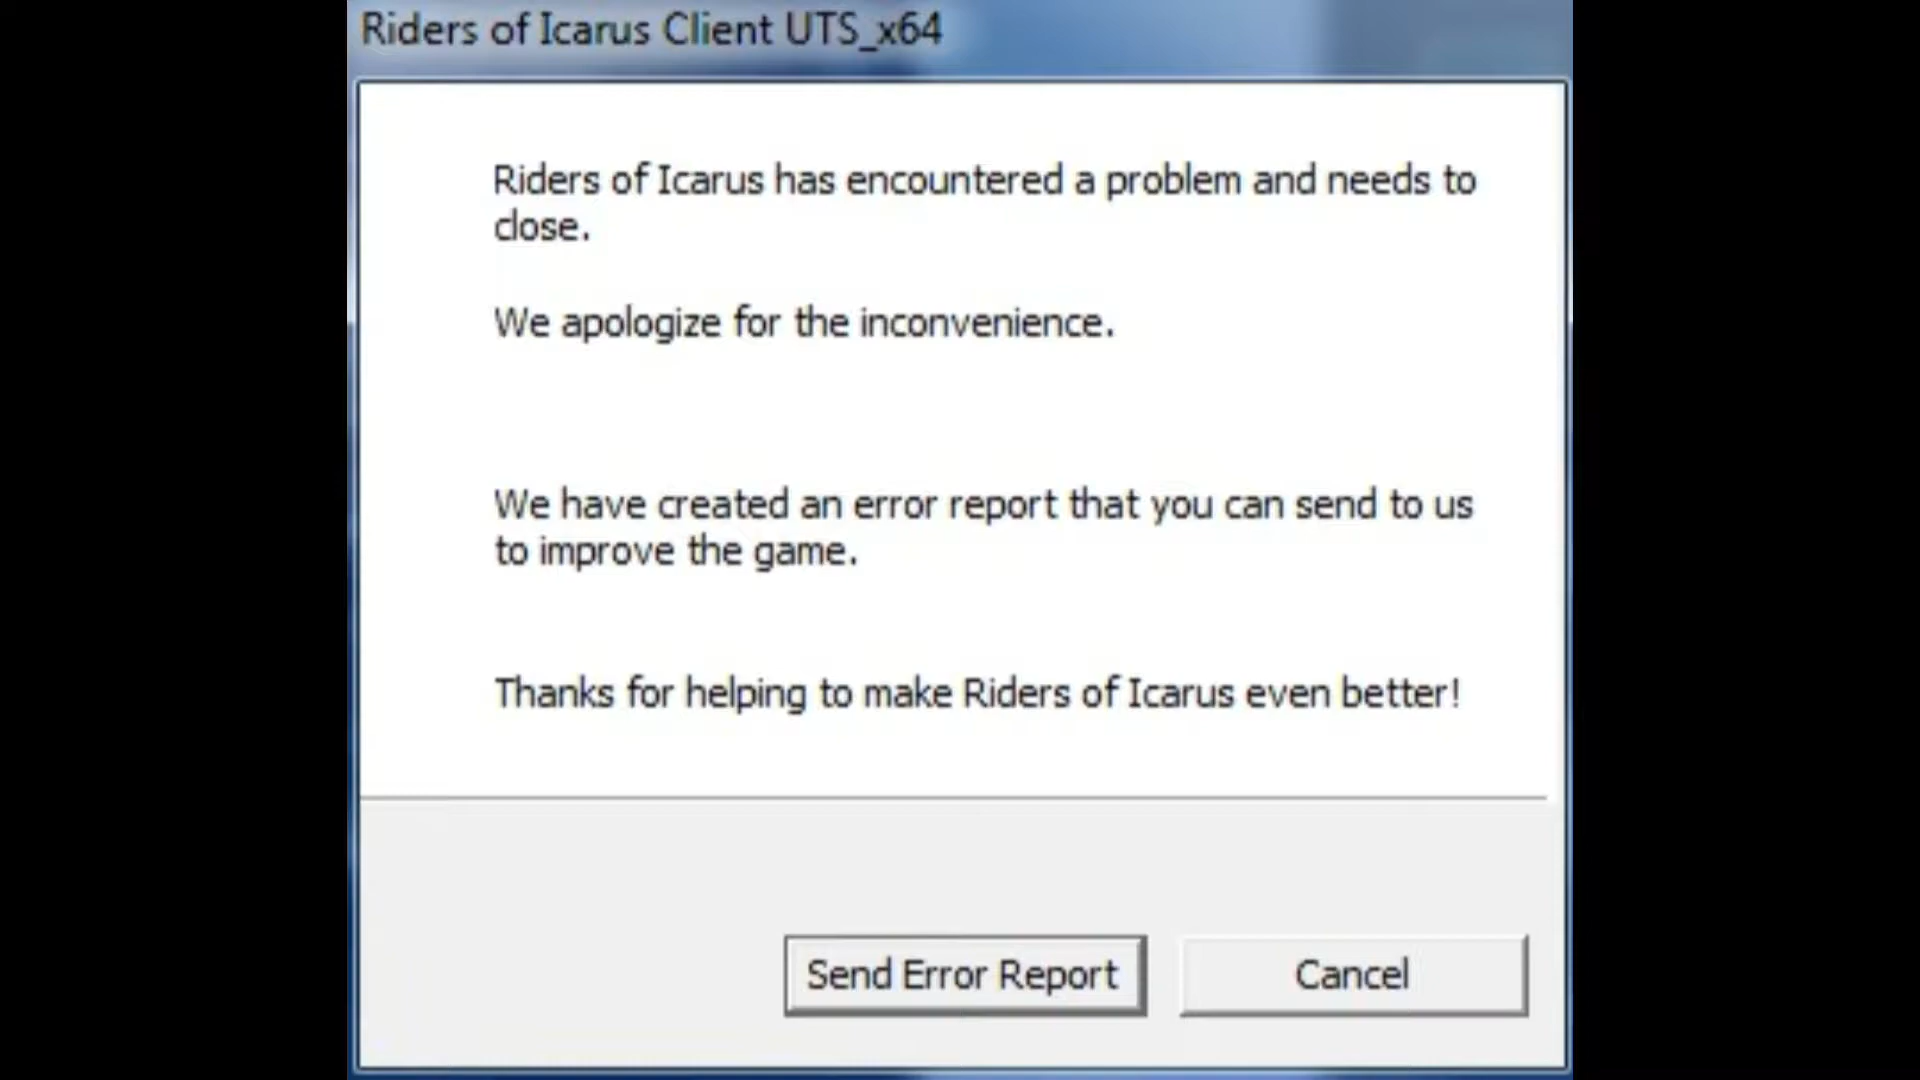 Riders of Icarus Client UTS_x64
Riders of Icarus has encountered a problem and needs to
close.
We apologize for the inconvenience.
We have created an error report that you can send to us
to improve the game.
Thanks for helping to make Riders of Icarus even better!
Send Error Report
Cancel